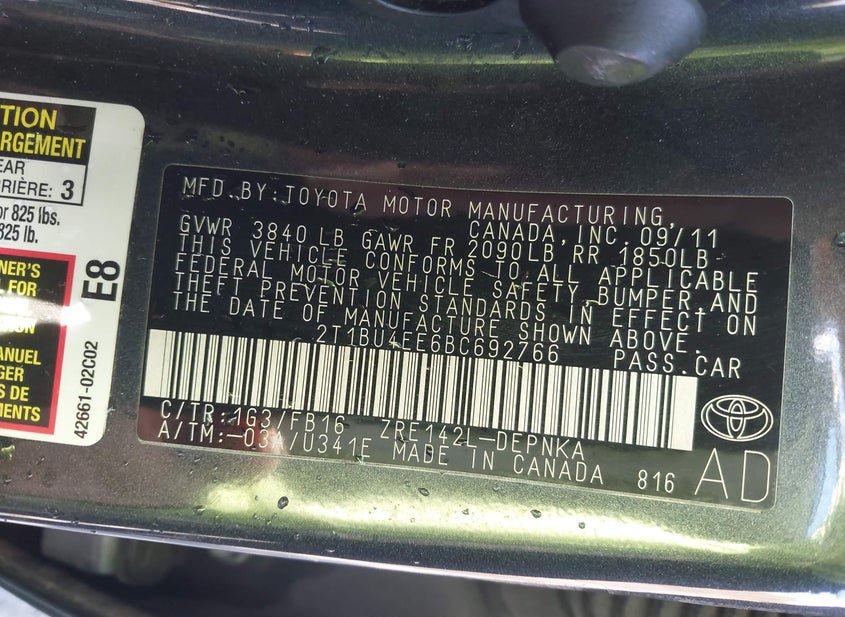 TION
RGEMENT
EAR
RIÈRE: 3
or 825 lbs.
825 lb.
NER'S
L FOR
ON
ANUEL
GER
S DE
MENTS
E8
42661-02C02
MFD. BY: TOYOTA MOTOR MANUFACTURING,
CANADA, INC. 09/11
GVWR 3840 LB GAWR FR 2090LB RR 1850LB
THIS VEHICLE CONFORMS TO ALL APPLICABLE
FEDERAL MOTOR VEHICLE SAFETY, BUMPER AND
THEFT PREVENTION STANDARDS IN EFFECT ON
THE DATE OF MANUFACTURE SHOWN ABOVE.
2T1BU4EE6BC692766 PASS.CAR
C/TR: 1G3/FB16 ZRE142L-DEPNKA
A/TM: -03A/U341E MADE IN CANADA 816
AD